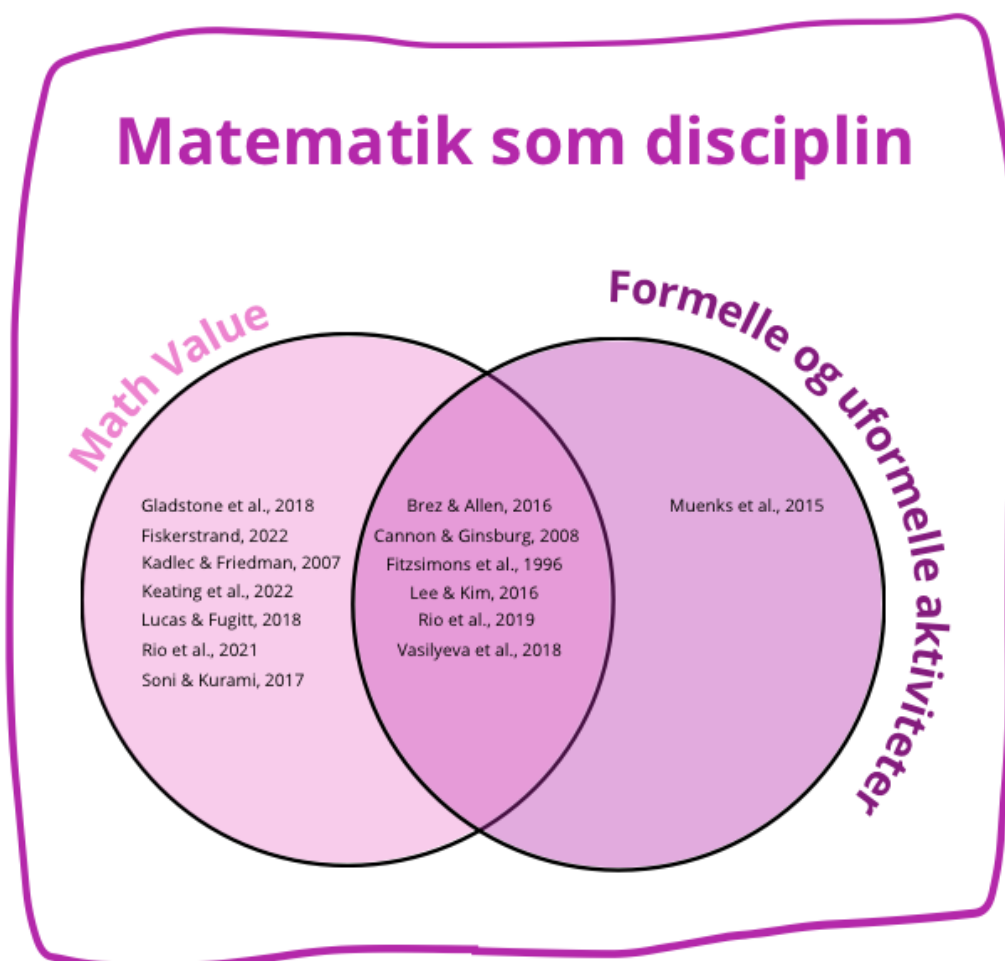 Matematik som disciplin
Math Value
Formelle og uformelle aktiviteter
Gladstone et al., 2018
Fiskerstrand, 2022
Kadlec & Friedman, 2007
Keating et al., 2022
Lucas & Fugitt, 2018
Rio et al., 2021
Soni & Kurami, 2017
Brez & Allen, 2016
Cannon & Ginsburg, 2008
Fitzsimons et al., 1996
Lee & Kim, 2016
Rio et al., 2019
Vasilyeva et al., 2018
Muenks et al., 2015